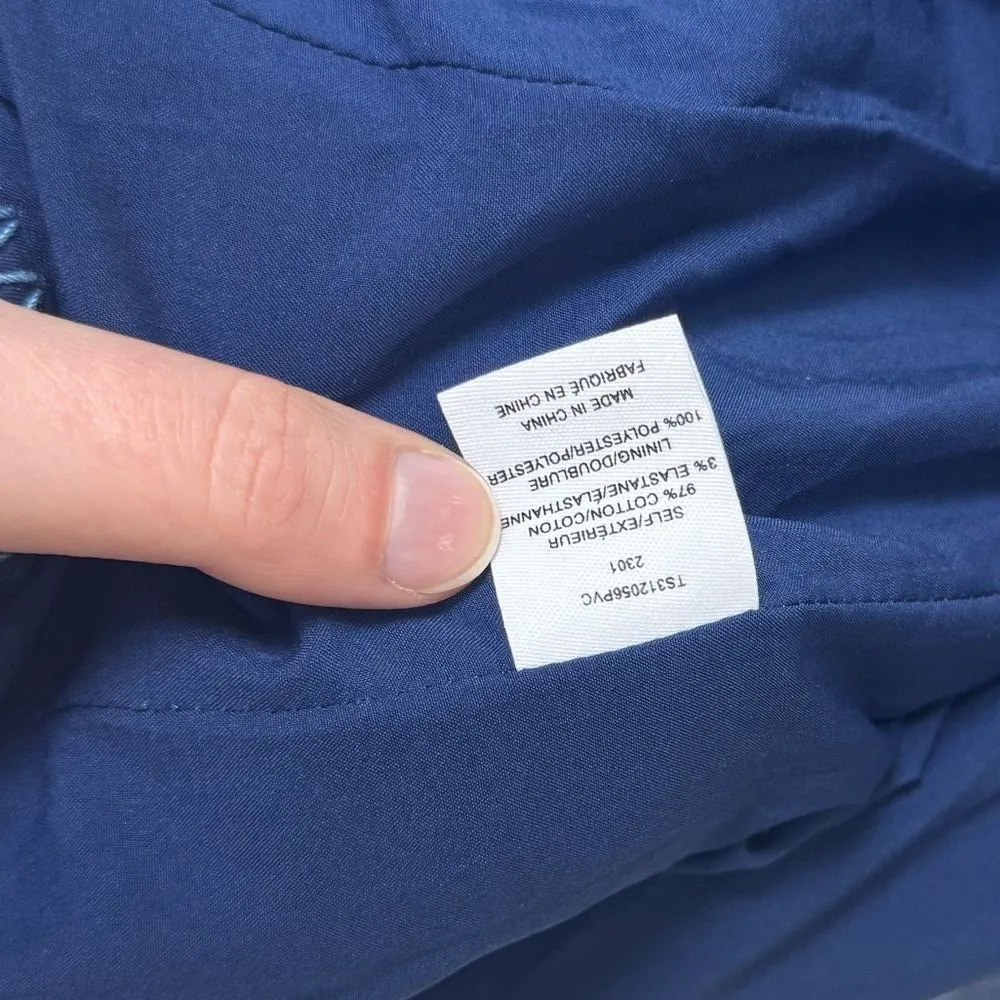 TS312056PVC
2301
SELF/EXTÉRIEUR
97% COTTON/COTON
3% ELASTANE/ÉLASTHANNE
LINING/DOUBLURE
100% POLYESTER/POLYESTER
MADE IN CHINA
FABRIQUÉ EN CHINE